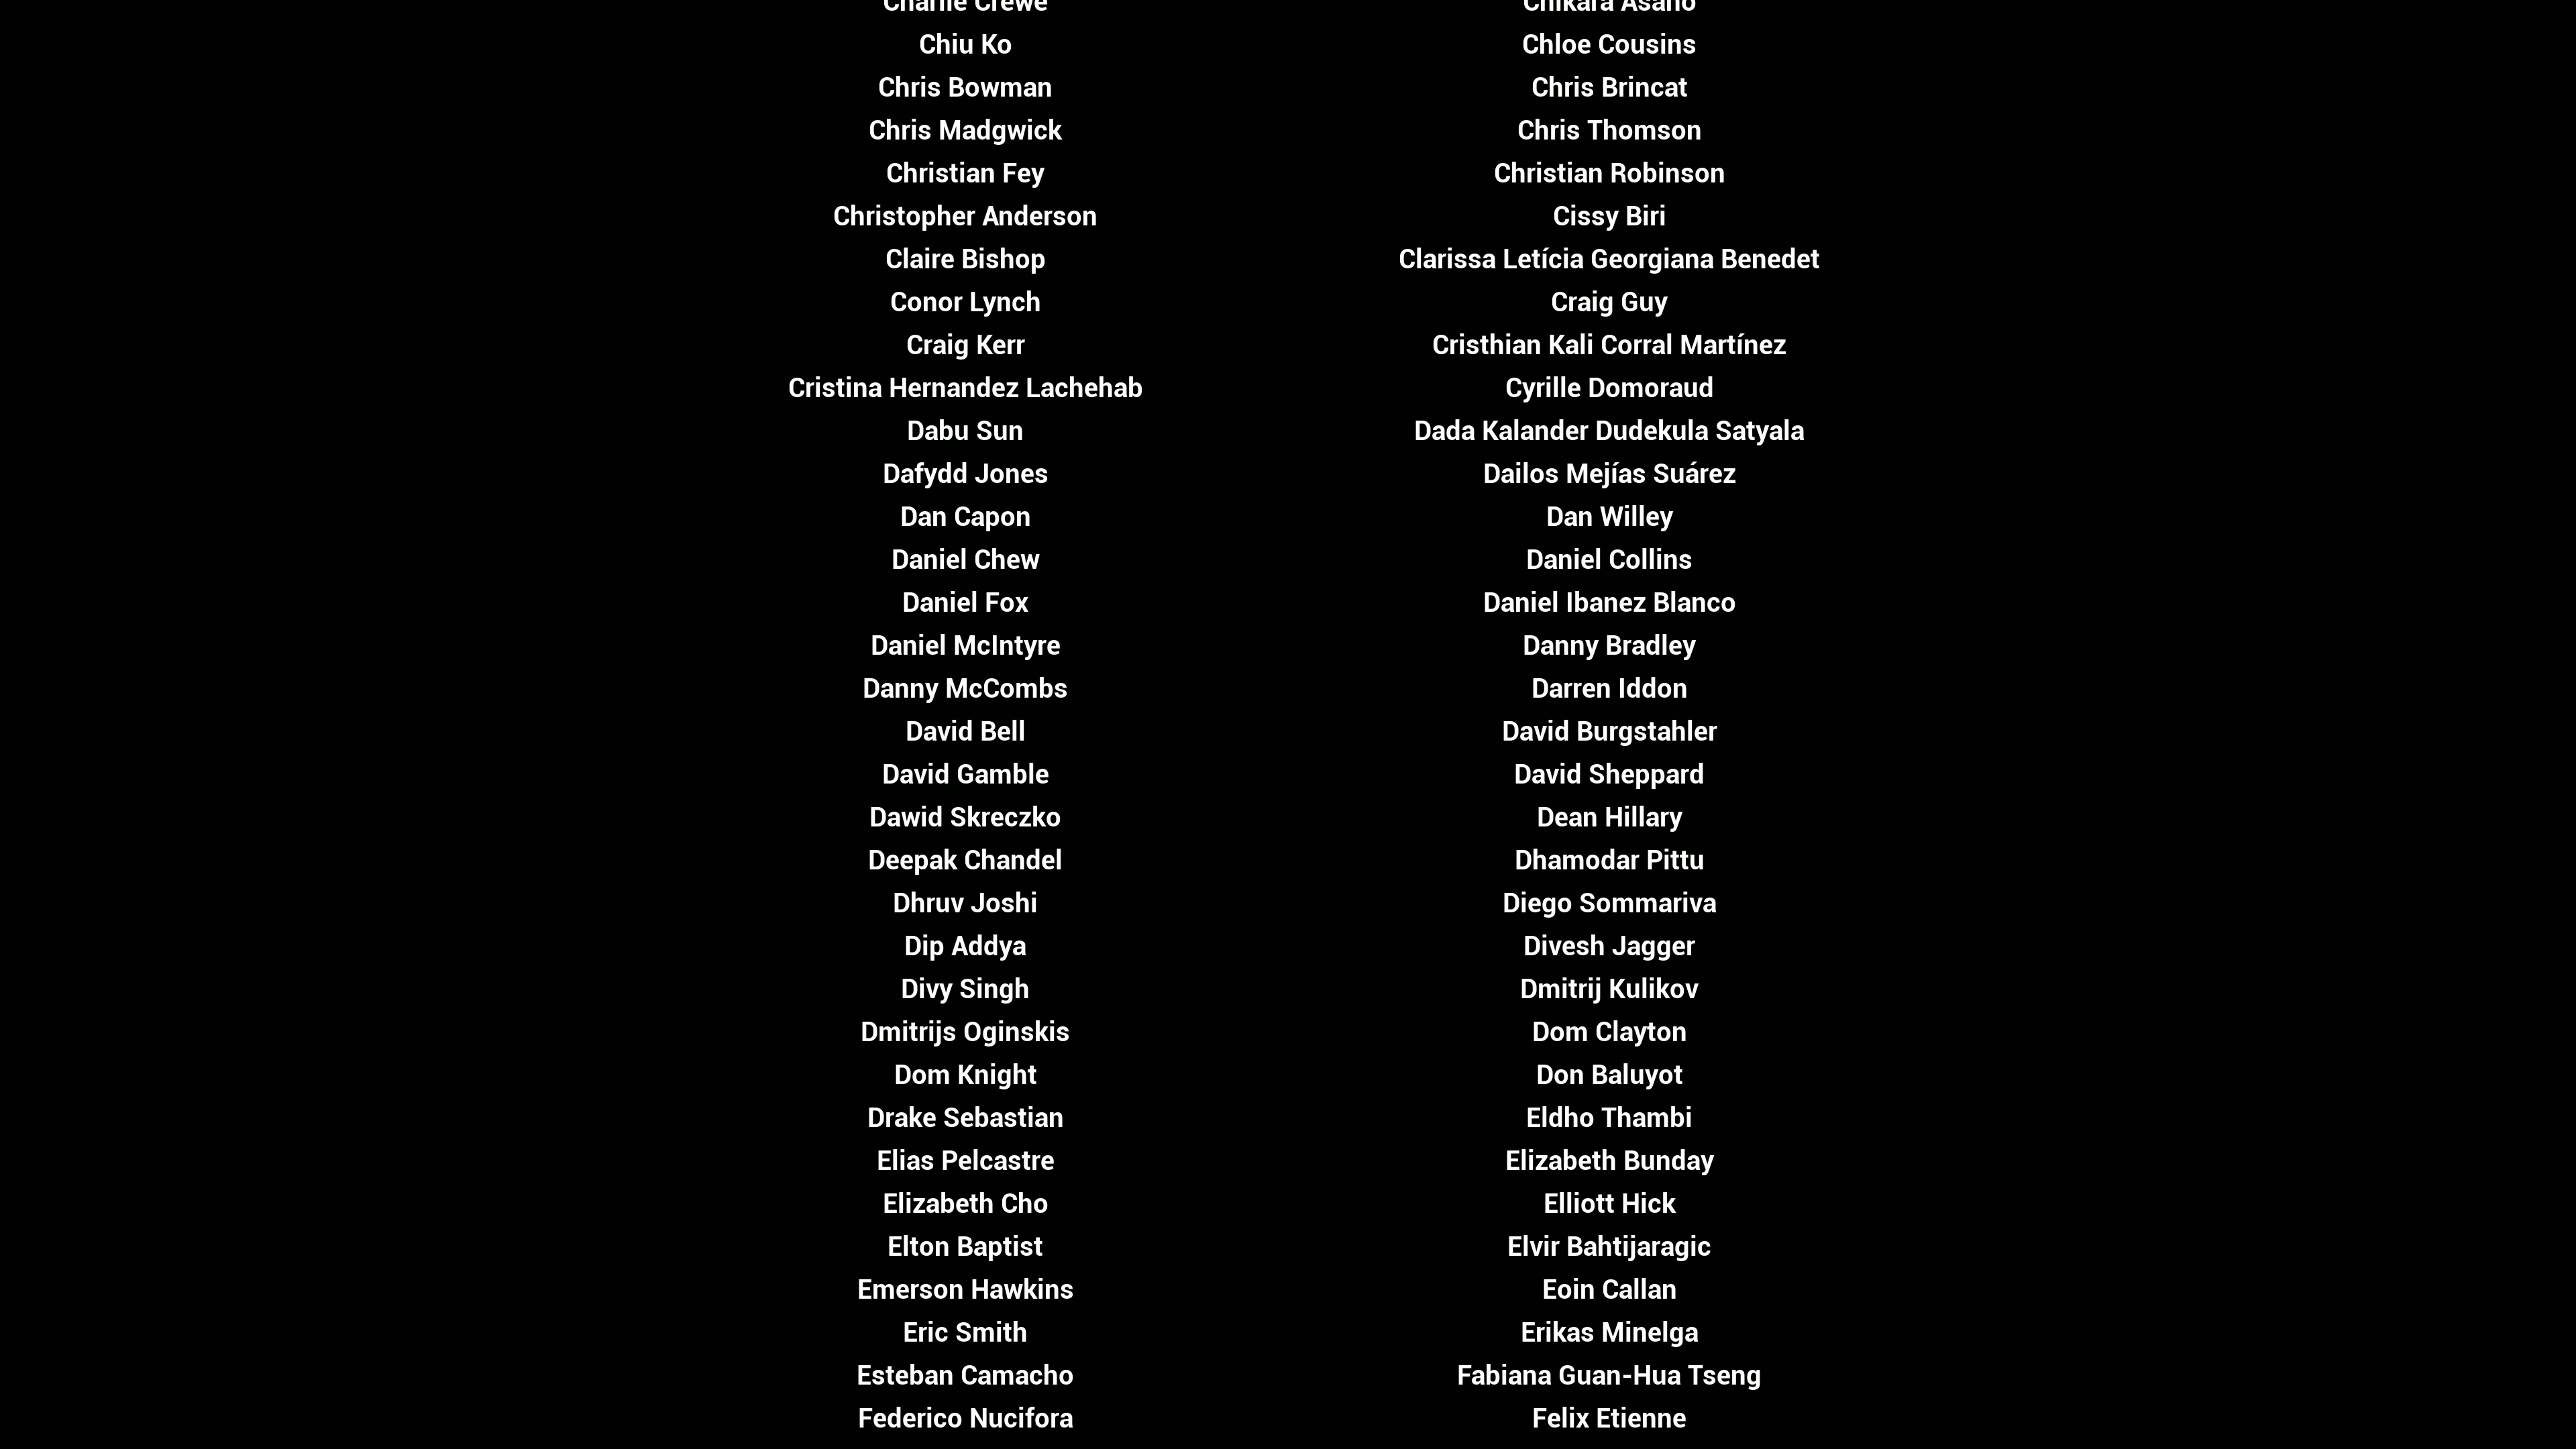 Charlie Crewe Chikara Asano
Chiu Ko Chloe Cousins
Chris Bowman Chris Brincat
Chris Madgwick Chris Thomson
Christian Fey Christian Robinson
Christopher Anderson Cissy Biri
Claire Bishop Clarissa Letícia Georgiana Benedet
Conor Lynch Craig Guy
Craig Kerr Cristhian Kali Corral Martínez
Cristina Hernandez Lachehab Cyrille Domoraud
Dabu Sun Dada Kalander Dudekula Satyala
Dafydd Jones Dailos Mejías Suárez
Dan Capon Dan Willey
Daniel Chew Daniel Collins
Daniel Fox Daniel Ibanez Blanco
Daniel McIntyre Danny Bradley
Danny McCombs Darren Iddon
David Bell David Burgstahler
David Gamble David Sheppard
Dawid Skreczko Dean Hillary
Deepak Chandel Dhamodar Pittu
Dhruv Joshi Diego Sommariva
Dip Addya Divesh Jagger
Divy Singh Dmitrij Kulikov
Dmitrijs Oginskis Dom Clayton
Dom Knight Don Baluyot
Drake Sebastian Eldho Thambi
Elias Pelcastre Elizabeth Bunday
Elizabeth Cho Elliott Hick
Elton Baptist Elvir Bahtijaragic
Emerson Hawkins Eoin Callan
Eric Smith Erikas Minelga
Esteban Camacho Fabiana Guan-Hua Tseng
Federico Nucifora Felix Etienne